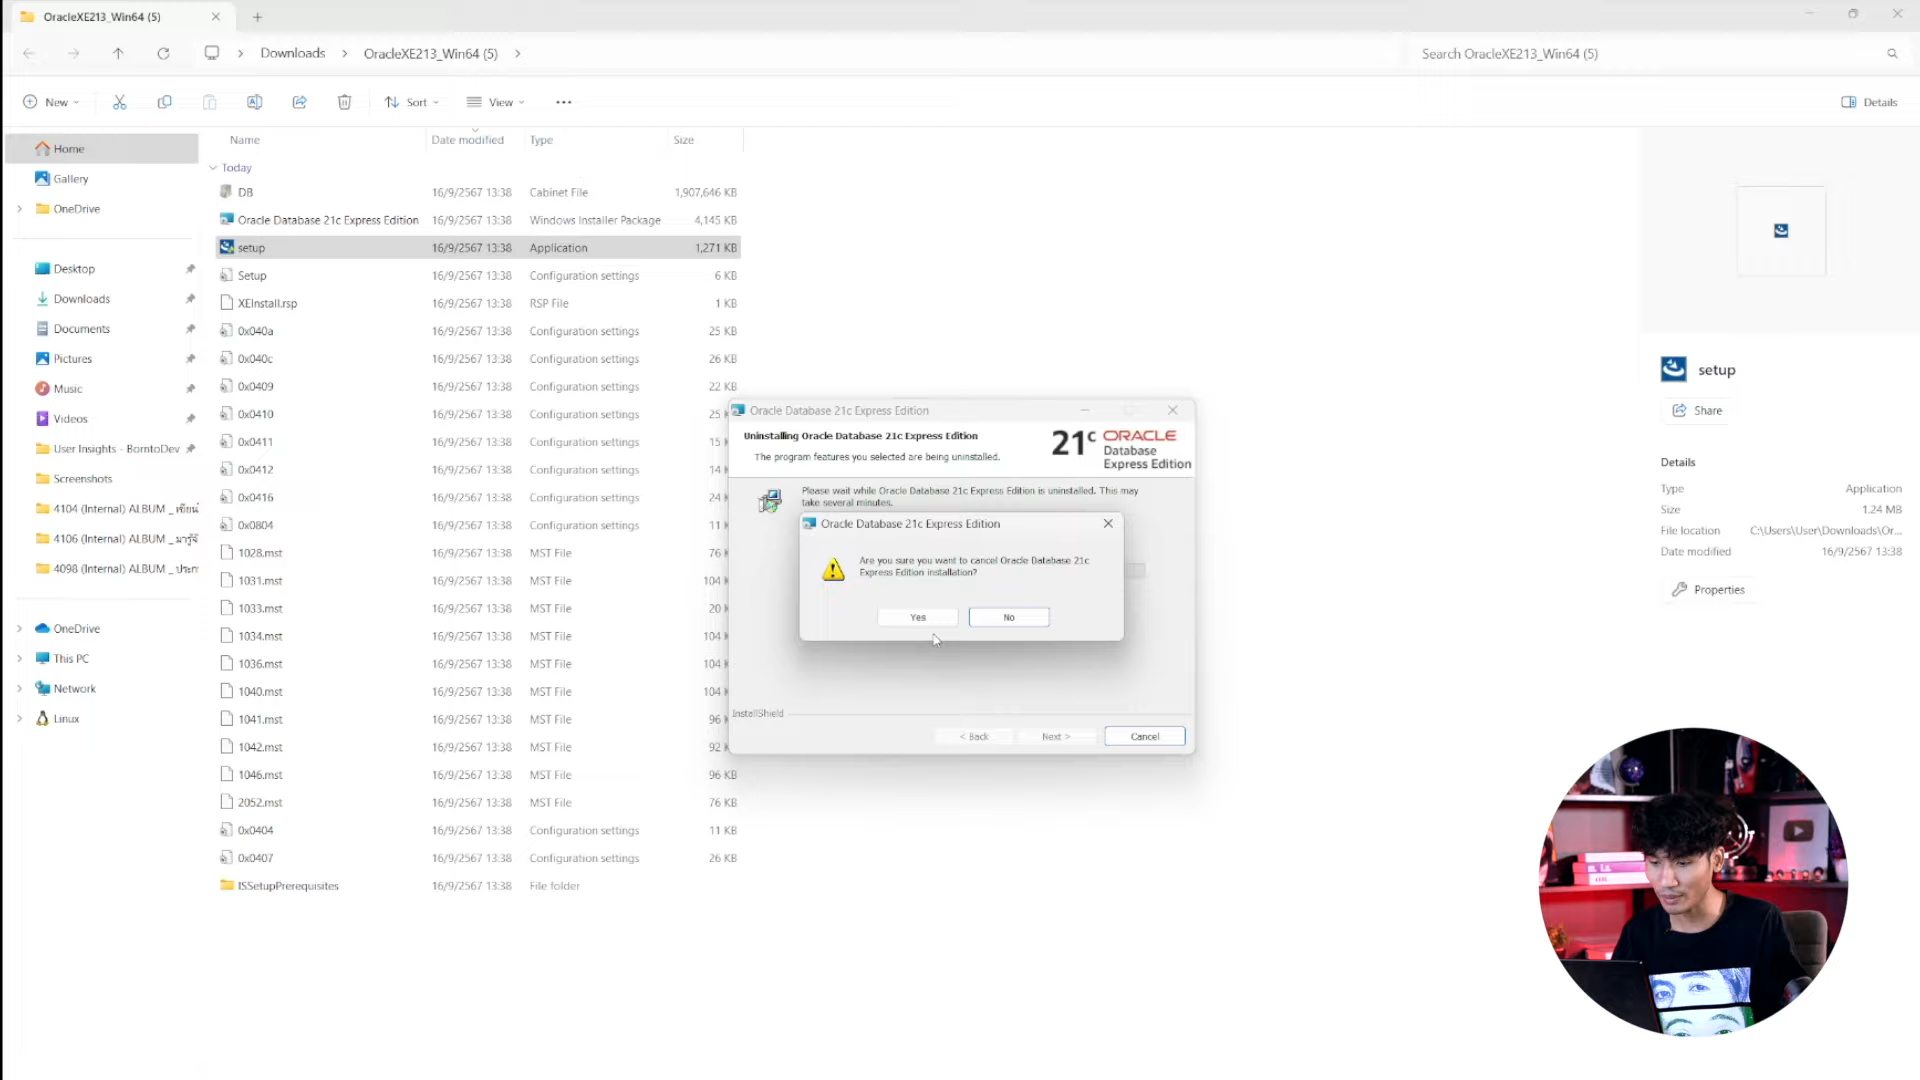 OracleXE213_Win64 (5)
Downloads
OracleXE213_Win64 (5)
Search OracleXE213_Win64 (5)
New
Sort
View
Details
Home
Gallery
OneDrive
Desktop
Downloads
Documents
Pictures
Music
Videos
User Insights - BorntoDev
Screenshots
4104 (Internal) ALBUM _
4106 (Internal) ALBUM _
4098 (Internal) ALBUM _
OneDrive
This PC
Network
Linux
Name Date modified Type Size
Today
DB 16/9/2567 13:38 Cabinet File 1,907,646 KB
Oracle Database 21c Express Edition 16/9/2567 13:38 Windows Installer Package 4,145 KB
setup 16/9/2567 13:38 Application 1,271 KB
Setup 16/9/2567 13:38 Configuration settings 6 KB
XEInstall.rsp 16/9/2567 13:38 RSP File 1 KB
0x040a 16/9/2567 13:38 Configuration settings 25 KB
0x040c 16/9/2567 13:38 Configuration settings 26 KB
0x0409 16/9/2567 13:38 Configuration settings 22 KB
0x0410 16/9/2567 13:38 Configuration settings 25
0x0411 16/9/2567 13:38 Configuration settings 15
0x0412 16/9/2567 13:38 Configuration settings 14
0x0416 16/9/2567 13:38 Configuration settings 24
0x0804 16/9/2567 13:38 Configuration settings 11
1028.mst 16/9/2567 13:38 MST File 76
1031.mst 16/9/2567 13:38 MST File 104
1033.mst 16/9/2567 13:38 MST File 20
1034.mst 16/9/2567 13:38 MST File 104
1036.mst 16/9/2567 13:38 MST File 104
1040.mst 16/9/2567 13:38 MST File 104
1041.mst 16/9/2567 13:38 MST File 96
1042.mst 16/9/2567 13:38 MST File 92
1046.mst 16/9/2567 13:38 MST File 96 KB
2052.mst 16/9/2567 13:38 MST File 76 KB
0x0404 16/9/2567 13:38 Configuration settings 11 KB
0x0407 16/9/2567 13:38 Configuration settings 26 KB
ISSetupPrerequisites 16/9/2567 13:38 File folder
Oracle Database 21c Express Edition
Uninstalling Oracle Database 21c Express Edition
The program features you selected are being uninstalled.
21c ORACLE
Database
Express Edition
Please wait while Oracle Database 21c Express Edition is uninstalled. This may
take several minutes.
Oracle Database 21c Express Edition
Are you sure you want to cancel Oracle Database 21c
Express Edition installation?
Yes
No
InstallShield
< Back
Next >
Cancel
setup
Share
Details
Type Application
Size 1.24 MB
File location C:\Users\User\Downloads\Or...
Date modified 16/9/2567 13:38
Properties